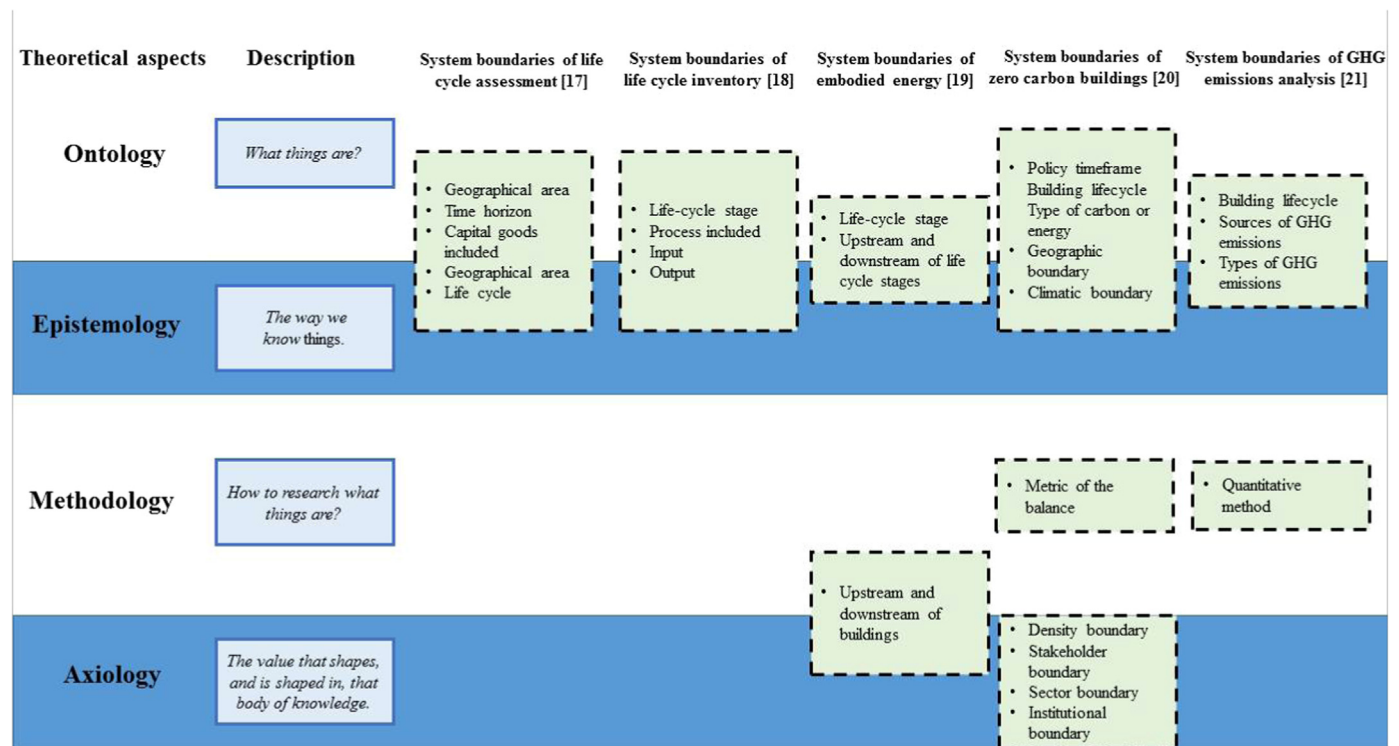 Theoretical aspects
Description
System boundaries of life
cycle assessment [17]
System boundaries of
life cycle inventory [18]
System boundaries of
embodied energy [19]
System boundaries of
zero carbon buildings [20]
System boundaries of GHG
emissions analysis [21]
Ontology
What things are?
• Geographical area
• Time horizon
• Capital goods
included
• Geographical area
• Life cycle
• Life-cycle stage
• Process included
• Input
• Output
• Life-cycle stage
• Upstream and
downstream of life
cycle stages
• Policy timeframe
Building lifecycle
Type of carbon or
energy
• Geographic
boundary
• Climatic boundary
• Building lifecycle
• Sources of GHG
emissions
• Types of GHG
emissions
Epistemology
The way we
know things.
Methodology
How to research what
things are?
• Metric of the
balance
• Quantitative
method
• Upstream and
downstream of
buildings
Axiology
The value that shapes,
and is shaped in, that
body of knowledge.
• Density boundary
• Stakeholder
boundary
• Sector boundary
• Institutional
boundary